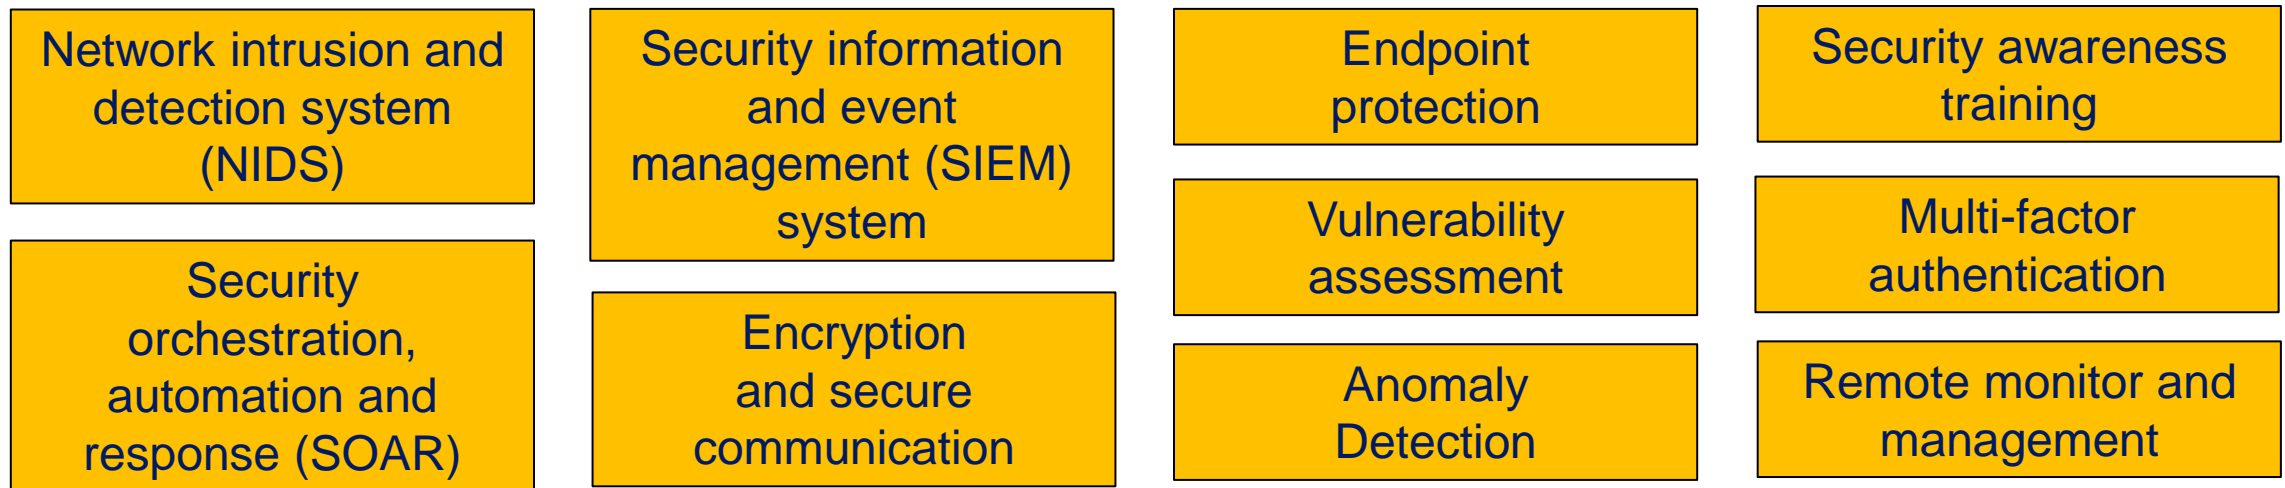 Network intrusion and
detection system
(NIDS)
Security
orchestration,
automation and
response (SOAR)
Security information
and event
management (SIEM)
system
Encryption
and secure
communication
Endpoint
protection
Vulnerability
assessment
Anomaly
Detection
Security awareness
training
Multi-factor
authentication
Remote monitor and
management